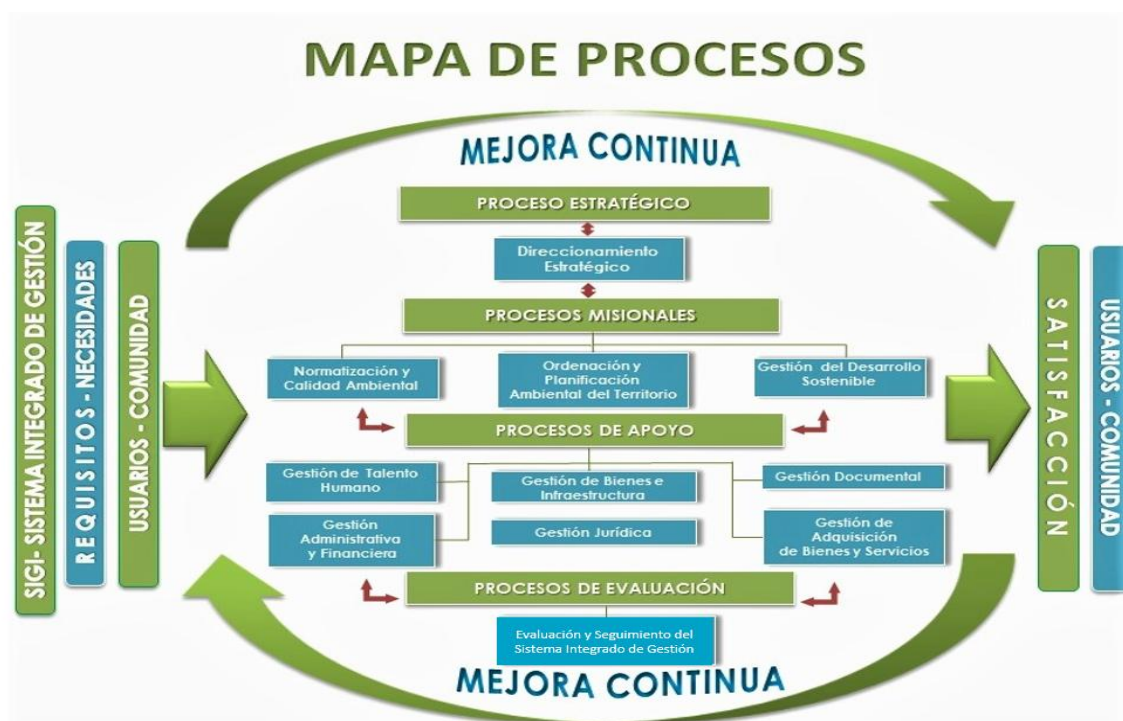 MAPA DE PROCESOS
MEJORA CONTINUA
SIGI- SISTEMA INTEGRADO DE GESTIÓN
REQUISITOS - NECESIDADES
USUARIOS - COMUNIDAD
PROCESO ESTRATÉGICO
Direccionamiento
Estratégico
PROCESOS MISIONALES
Normatización y
Calidad Ambiental
Ordenación y
Planificación
Ambiental del Territorio
Gestión del Desarrollo
Sostenible
PROCESOS DE APOYO
Gestión de Talento
Humano
Gestión de Bienes e
Infraestructura
Gestión Documental
Gestión
Administrativa
y Financiera
Gestión Jurídica
Gestión de
Adquisición
de Bienes y Servicios
PROCESOS DE EVALUACIÓN
Evaluación y Seguimiento del
Sistema Integrado de Gestión
MEJORA CONTINUA
SATISFACCIÓN
USUARIOS - COMUNIDAD